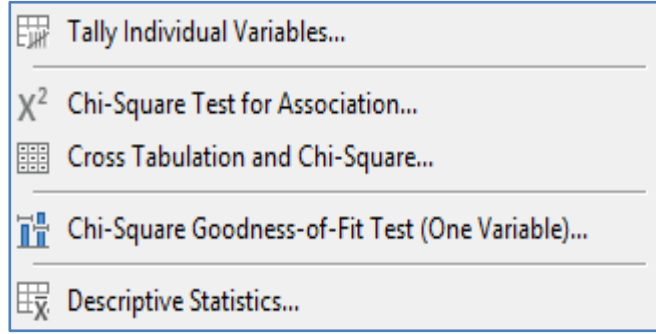 Tally Individual Variables...
X² Chi-Square Test for Association...
Cross Tabulation and Chi-Square...
Chi-Square Goodness-of-Fit Test (One Variable)...
Descriptive Statistics...